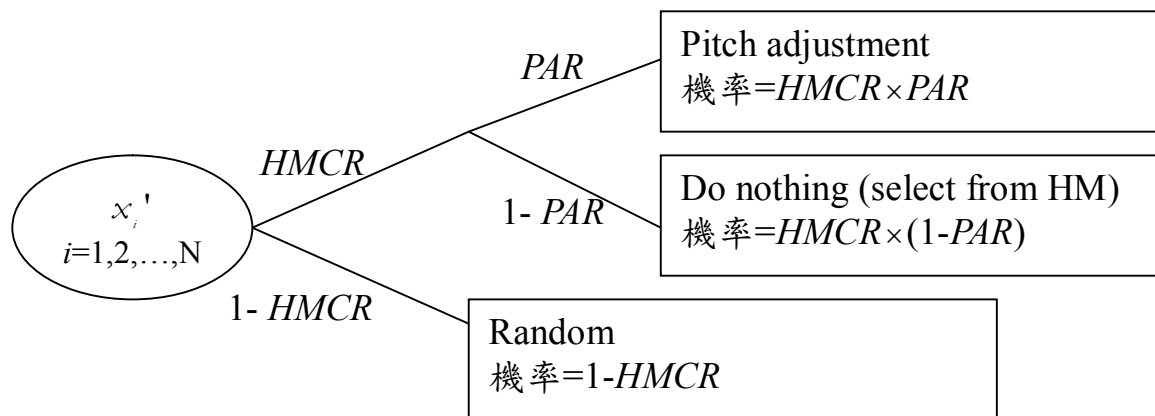 Pitch adjustment
機率=HMCR×PAR
PAR
HMCR
Do nothing (select from HM)
機率=HMCR×(1-PAR)
1- PAR
x_i'
i=1,2,…,N
1- HMCR
Random
機率=1-HMCR